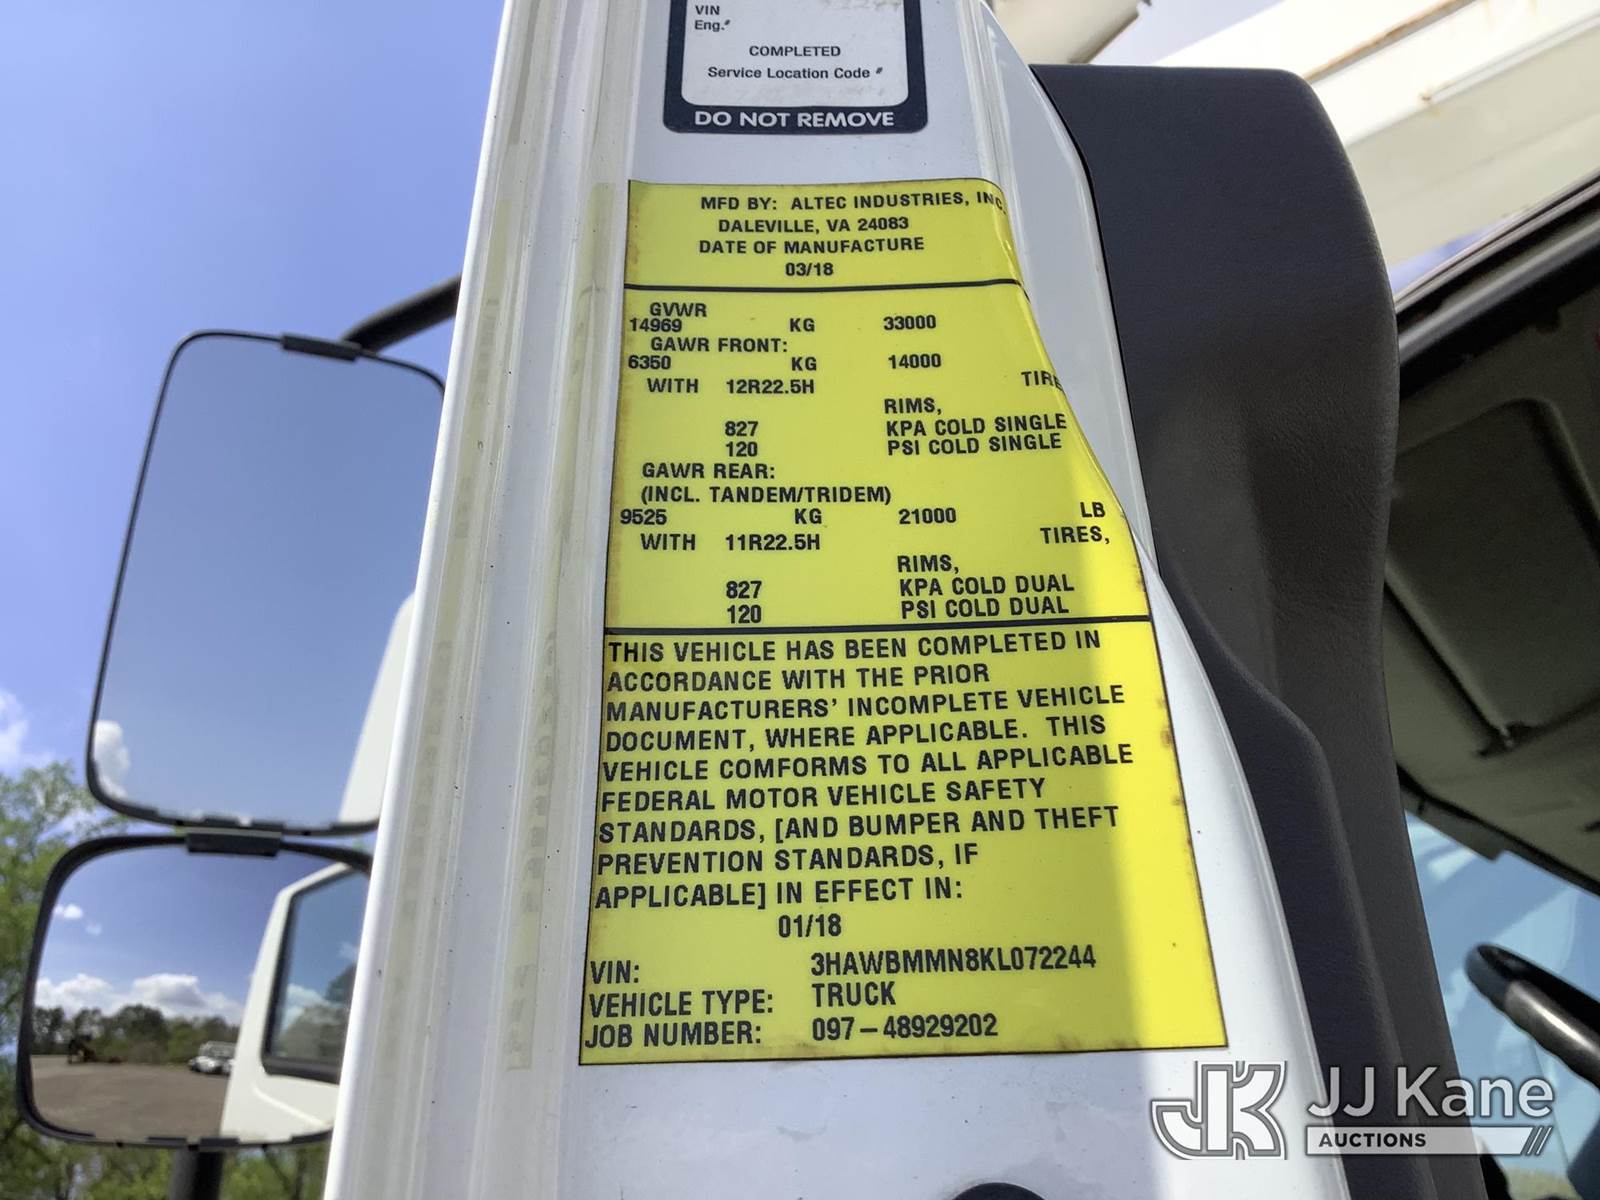 VIN
Eng.#
COMPLETED
Service Location Code #
DO NOT REMOVE
MFD BY: ALTEC INDUSTRIES, INC.
DALEVILLE, VA 24083
DATE OF MANUFACTURE
03/18
GVWR
14969 KG 33000
GAWR FRONT:
6350 KG 14000
WITH 12R22.5H TIRE
RIMS,
827 KPA COLD SINGLE
120 PSI COLD SINGLE
GAWR REAR:
(INCL. TANDEM/TRIDEM)
9525 KG 21000 LB
WITH 11R22.5H TIRES,
RIMS,
827 KPA COLD DUAL
120 PSI COLD DUAL
THIS VEHICLE HAS BEEN COMPLETED IN
ACCORDANCE WITH THE PRIOR
MANUFACTURERS' INCOMPLETE VEHICLE
DOCUMENT, WHERE APPLICABLE. THIS
VEHICLE COMFORMS TO ALL APPLICABLE
FEDERAL MOTOR VEHICLE SAFETY
STANDARDS, [AND BUMPER AND THEFT
PREVENTION STANDARDS, IF
APPLICABLE] IN EFFECT IN:
01/18
VIN: 3HAWBMMN8KL072244
VEHICLE TYPE: TRUCK
JOB NUMBER: 097-48929202
JK JJ Kane
AUCTIONS